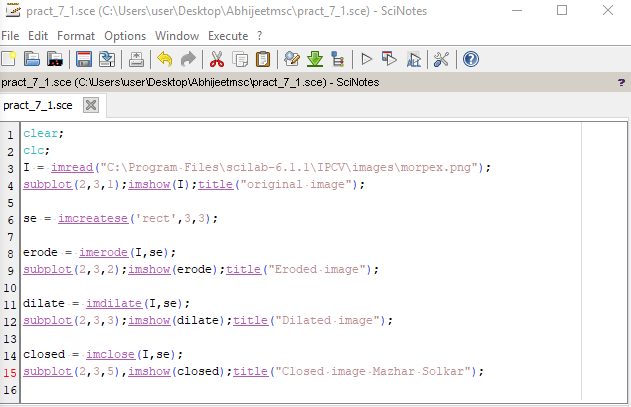 pract_7_1.sce (C:\Users\user\Desktop\Abhijeetmsc\pract_7_1.sce) - SciNotes
File Edit Format Options Window Execute ?
pract_7_1.sce (C:\Users\user\Desktop\Abhijeetmsc\pract_7_1.sce) - SciNotes ?
pract_7_1.sce
1 clear;
2 clc;
3 I = imread("C:\Program Files\scilab-6.1.1\IPCV\images\morpex.png");
4 subplot(2,3,1);imshow(I);title("original image");
5
6 se = imcreatese('rect',3,3);
7
8 erode = imerode(I,se);
9 subplot(2,3,2);imshow(erode);title("Eroded image");
10
11 dilate = imdilate(I,se);
12 subplot(2,3,3);imshow(dilate);title("Dilated image");
13
14 closed = imclose(I,se);
15 subplot(2,3,5),imshow(closed);title("Closed image Mazhar Solkar");
16